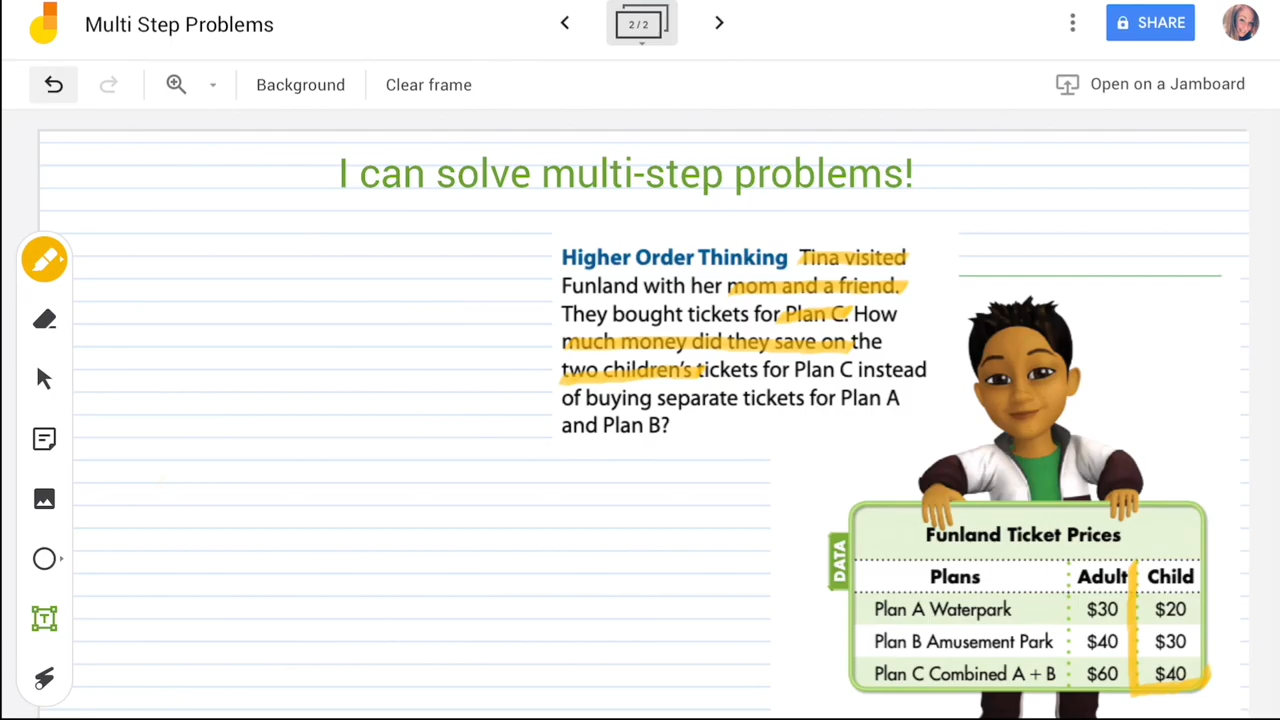 Multi Step Problems
2 / 2
SHARE
Background
Clear frame
Open on a Jamboard
I can solve multi-step problems!
Higher Order Thinking Tina visited
Funland with her mom and a friend.
They bought tickets for Plan C. How
much money did they save on the
two children's tickets for Plan C instead
of buying separate tickets for Plan A
and Plan B?
DATA
Funland Ticket Prices
Plans Adult Child
Plan A Waterpark $30 $20
Plan B Amusement Park $40 $30
Plan C Combined A + B $60 $40
T